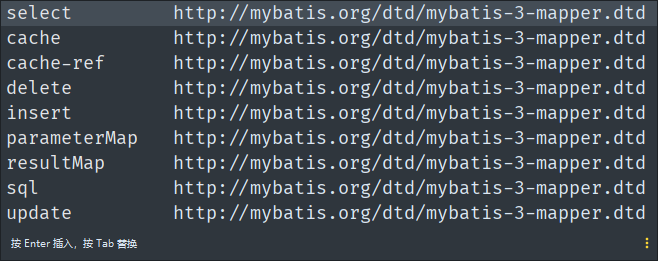 select http://mybatis.org/dtd/mybatis-3-mapper.dtd
cache http://mybatis.org/dtd/mybatis-3-mapper.dtd
cache-ref http://mybatis.org/dtd/mybatis-3-mapper.dtd
delete http://mybatis.org/dtd/mybatis-3-mapper.dtd
insert http://mybatis.org/dtd/mybatis-3-mapper.dtd
parameterMap http://mybatis.org/dtd/mybatis-3-mapper.dtd
resultMap http://mybatis.org/dtd/mybatis-3-mapper.dtd
sql http://mybatis.org/dtd/mybatis-3-mapper.dtd
update http://mybatis.org/dtd/mybatis-3-mapper.dtd
按 Enter 插入，按 Tab 替换